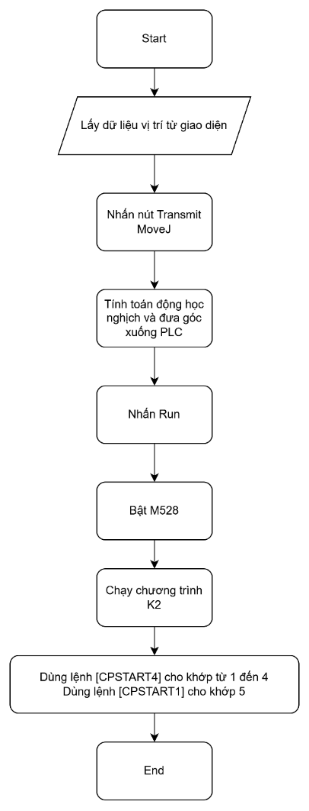 Start
Lấy dữ liệu vị trí từ giao diện
Nhấn nút Transmit
MoveJ
Tính toán động học
nghịch và đưa góc
xuống PLC
Nhấn Run
Bật M528
Chạy chương trình
K2
Dùng lệnh [CPSTART4] cho khớp từ 1 đến 4
Dùng lệnh [CPSTART1] cho khớp 5
End